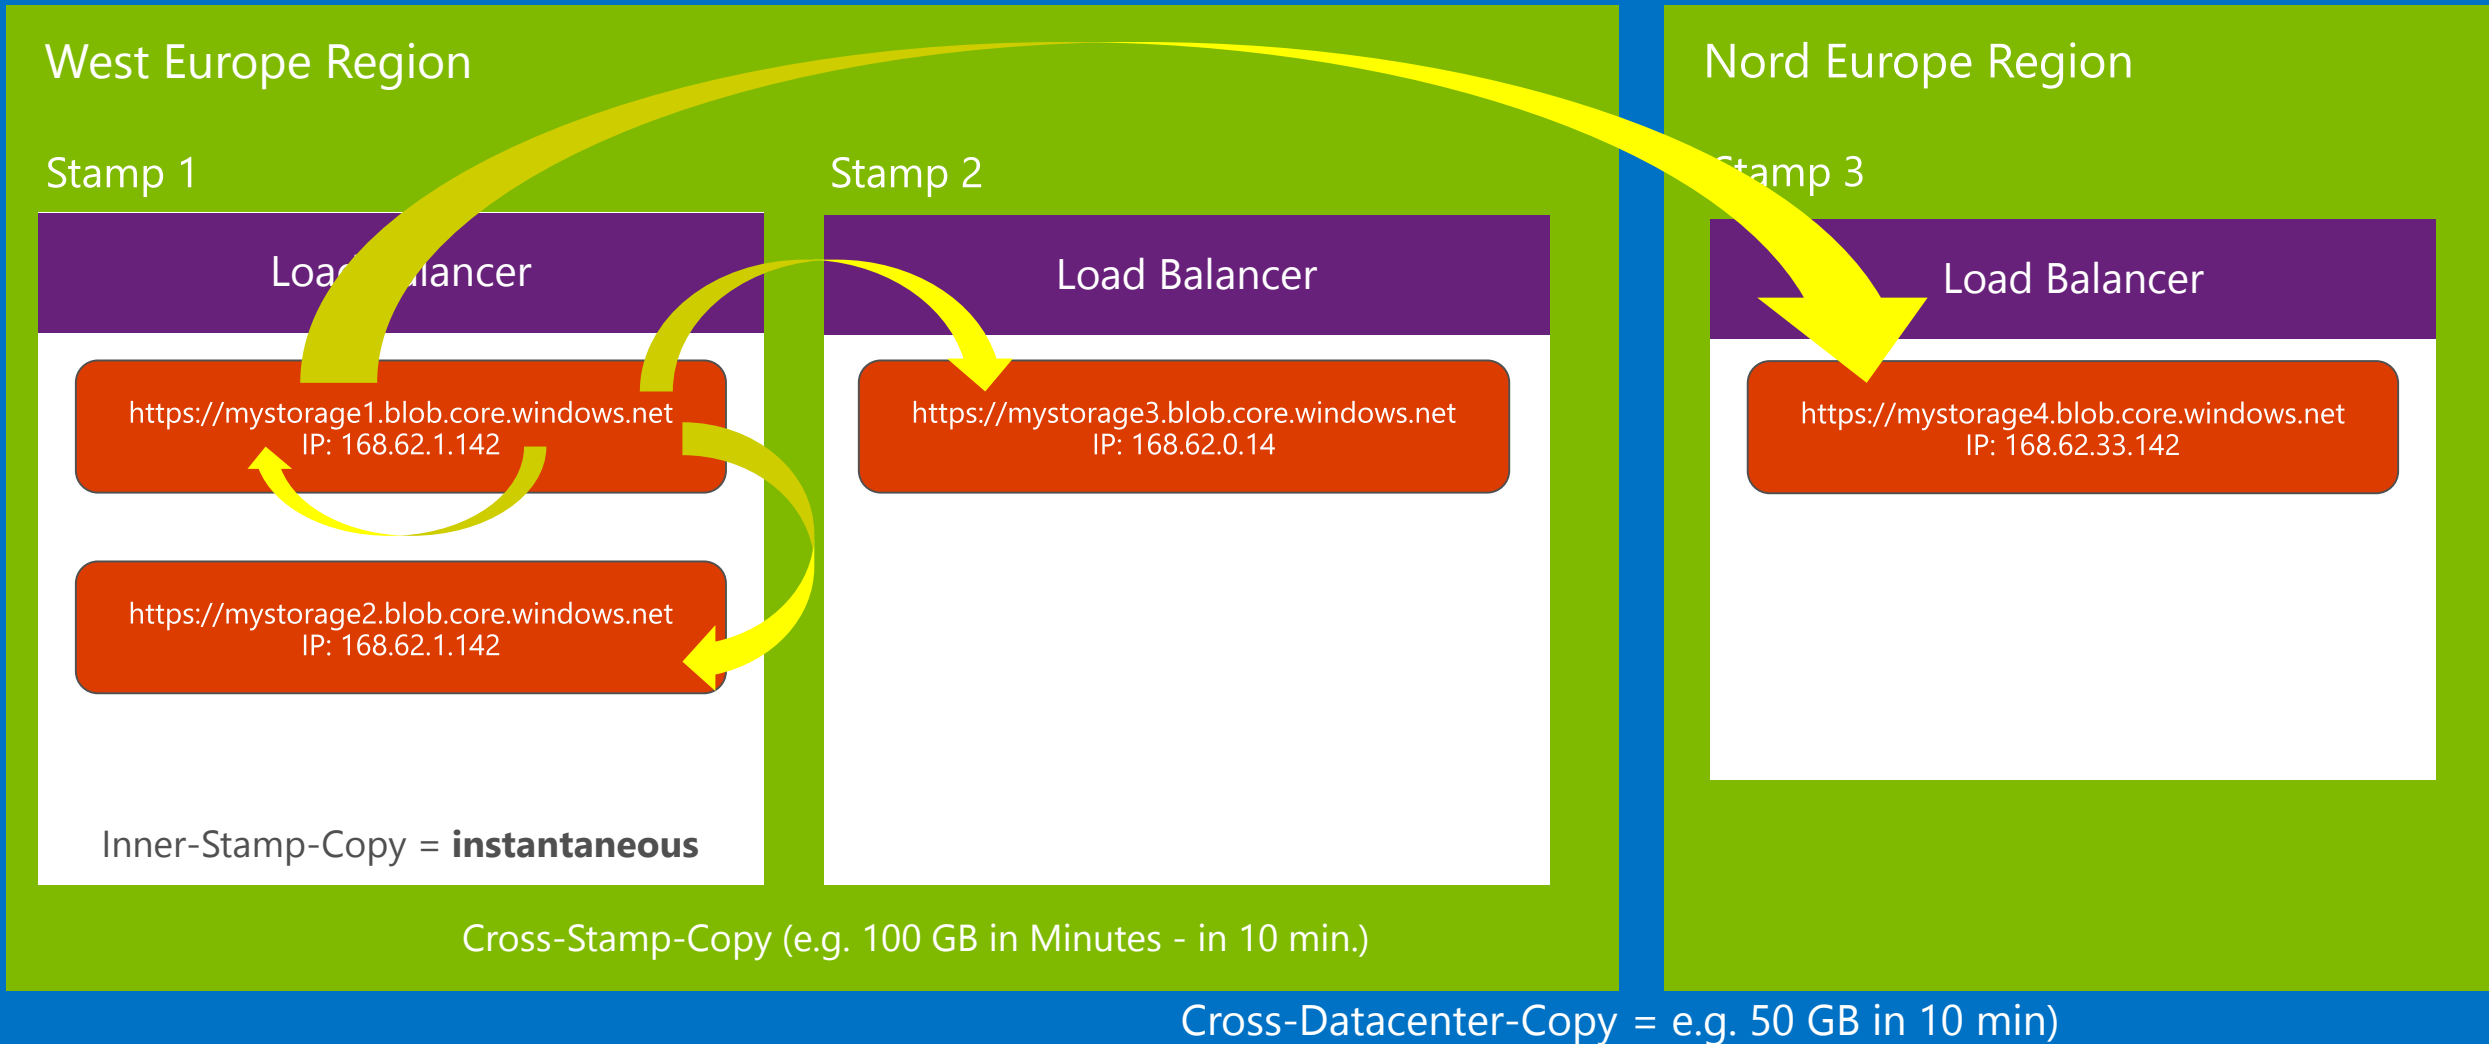 West Europe Region
Nord Europe Region
Stamp 1
Stamp 2
Stamp 3
Load Balancer
Load Balancer
Load Balancer
https://mystorage1.blob.core.windows.net
IP: 168.62.1.142
https://mystorage3.blob.core.windows.net
IP: 168.62.0.14
https://mystorage4.blob.core.windows.net
IP: 168.62.33.142
https://mystorage2.blob.core.windows.net
IP: 168.62.1.142
Inner-Stamp-Copy = instantaneous
Cross-Stamp-Copy (e.g. 100 GB in Minutes - in 10 min.)
Cross-Datacenter-Copy = e.g. 50 GB in 10 min)